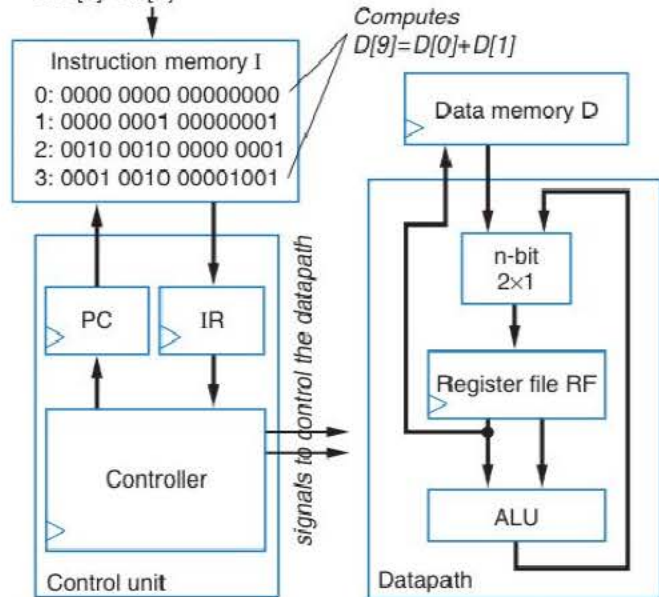 Computes
D[9]=D[0]+D[1]
Instruction memory I
0: 0000 0000 00000000
1: 0000 0001 00000001
2: 0010 0010 0000 0001
3: 0001 0010 00001001
Data memory D
n-bit
2×1
PC
IR
Register file RF
signals to control the datapath
Controller
ALU
Control unit
Datapath